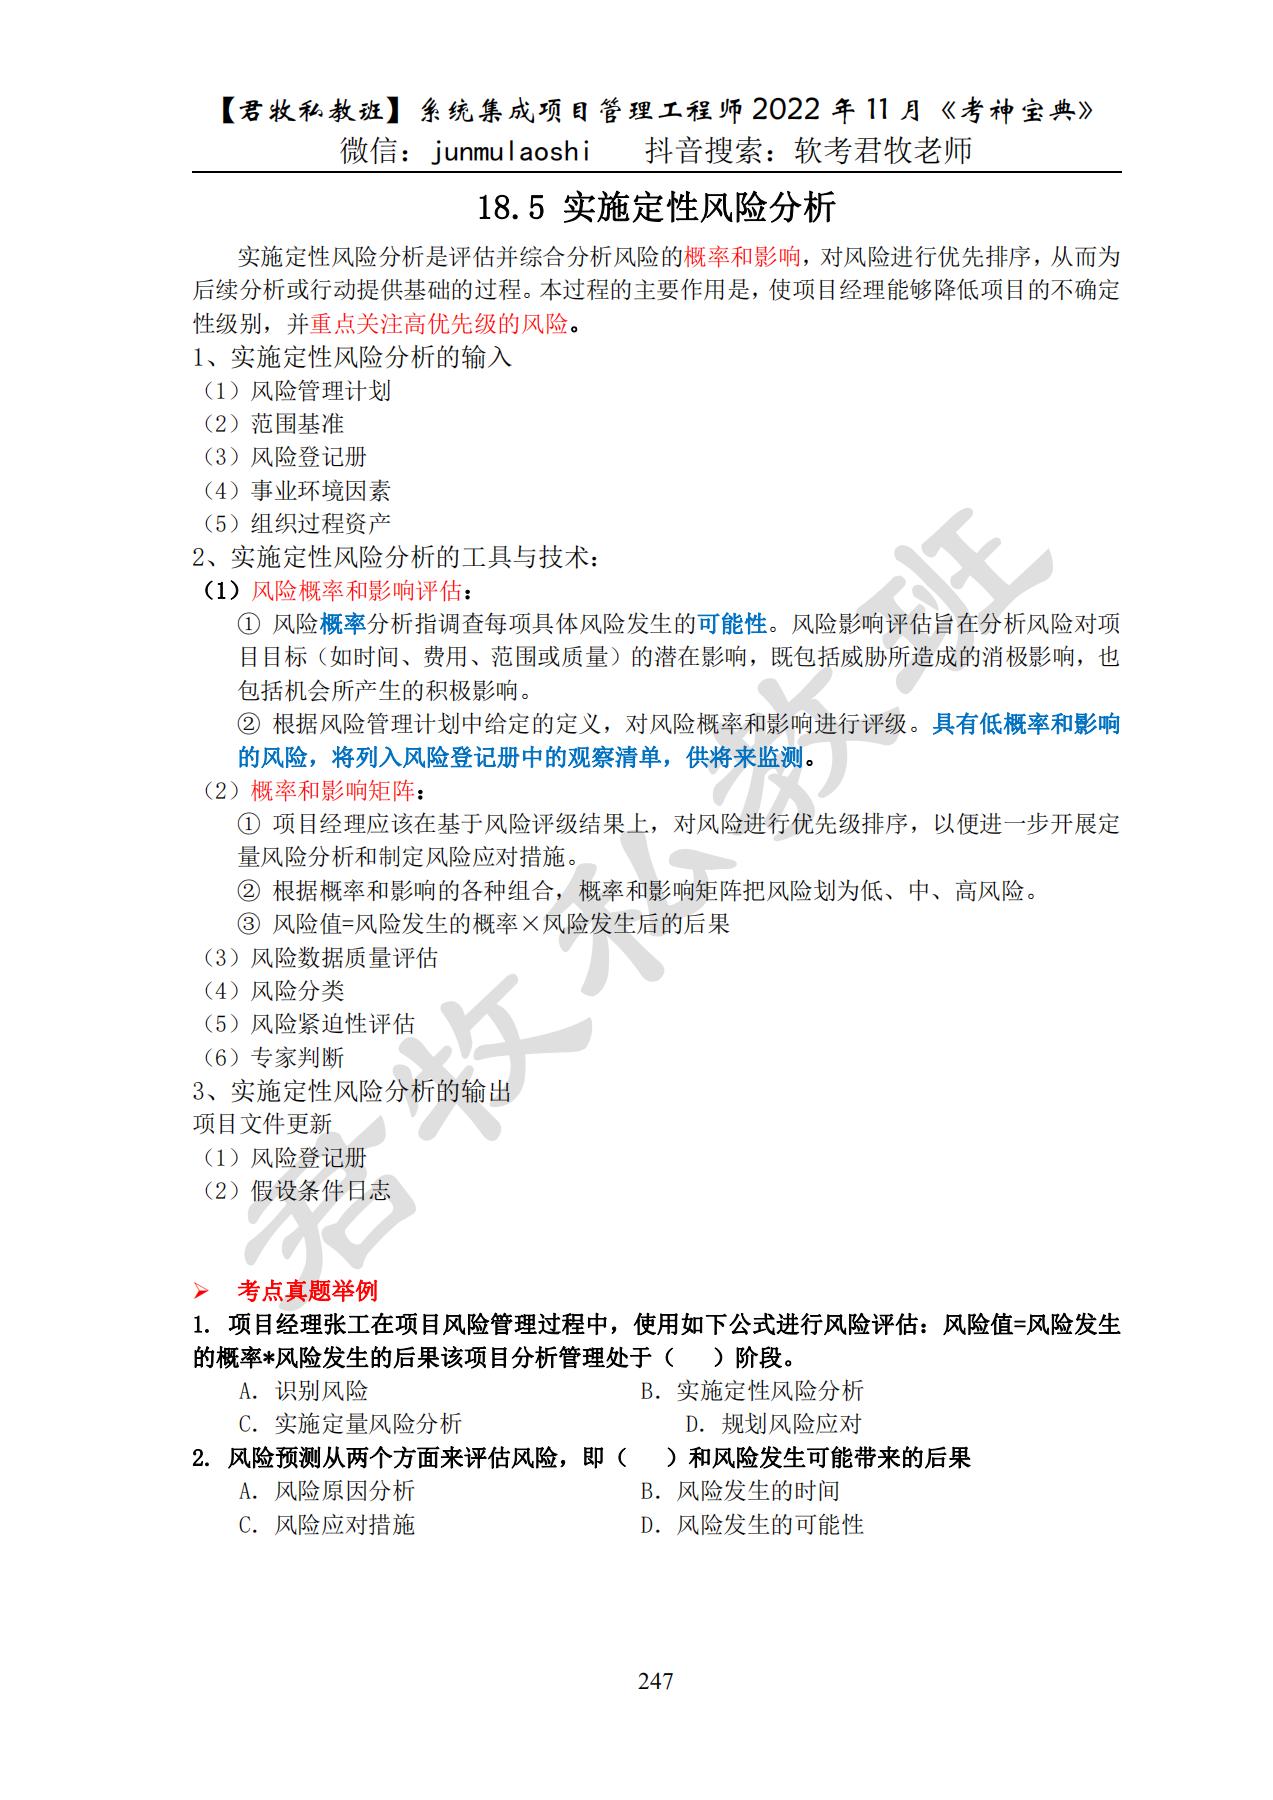 【君牧私教班】系统集成项目管理工程师 2022 年 11 月《考神宝典》
微信：junmulaoshi 抖音搜索：软考君牧老师
18.5 实施定性风险分析
实施定性风险分析是评估并综合分析风险的概率和影响，对风险进行优先排序，从而为
后续分析或行动提供基础的过程。本过程的主要作用是，使项目经理能够降低项目的不确定
性级别，并重点关注高优先级的风险。
1、实施定性风险分析的输入
（1）风险管理计划
（2）范围基准
（3）风险登记册
（4）事业环境因素
（5）组织过程资产
2、实施定性风险分析的工具与技术：
（1）风险概率和影响评估：
① 风险概率分析指调查每项具体风险发生的可能性。风险影响评估旨在分析风险对项
目目标（如时间、费用、范围或质量）的潜在影响，既包括威胁所造成的消极影响，也
包括机会所产生的积极影响。
② 根据风险管理计划中给定的定义，对风险概率和影响进行评级。具有低概率和影响
的风险，将列入风险登记册中的观察清单，供将来监测。
（2）概率和影响矩阵：
① 项目经理应该在基于风险评级结果上，对风险进行优先级排序，以便进一步开展定
量风险分析和制定风险应对措施。
② 根据概率和影响的各种组合，概率和影响矩阵把风险划为低、中、高风险。
③ 风险值=风险发生的概率×风险发生后的后果
（3）风险数据质量评估
（4）风险分类
（5）风险紧迫性评估
（6）专家判断
3、实施定性风险分析的输出
项目文件更新
（1）风险登记册
（2）假设条件日志
君牧私教班
➢ 考点真题举例
1. 项目经理张工在项目风险管理过程中，使用如下公式进行风险评估：风险值=风险发生
的概率*风险发生的后果该项目分析管理处于（ ）阶段。
A. 识别风险 B. 实施定性风险分析
C. 实施定量风险分析 D. 规划风险应对
2. 风险预测从两个方面来评估风险，即（ ）和风险发生可能带来的后果
A. 风险原因分析 B. 风险发生的时间
C. 风险应对措施 D. 风险发生的可能性
247